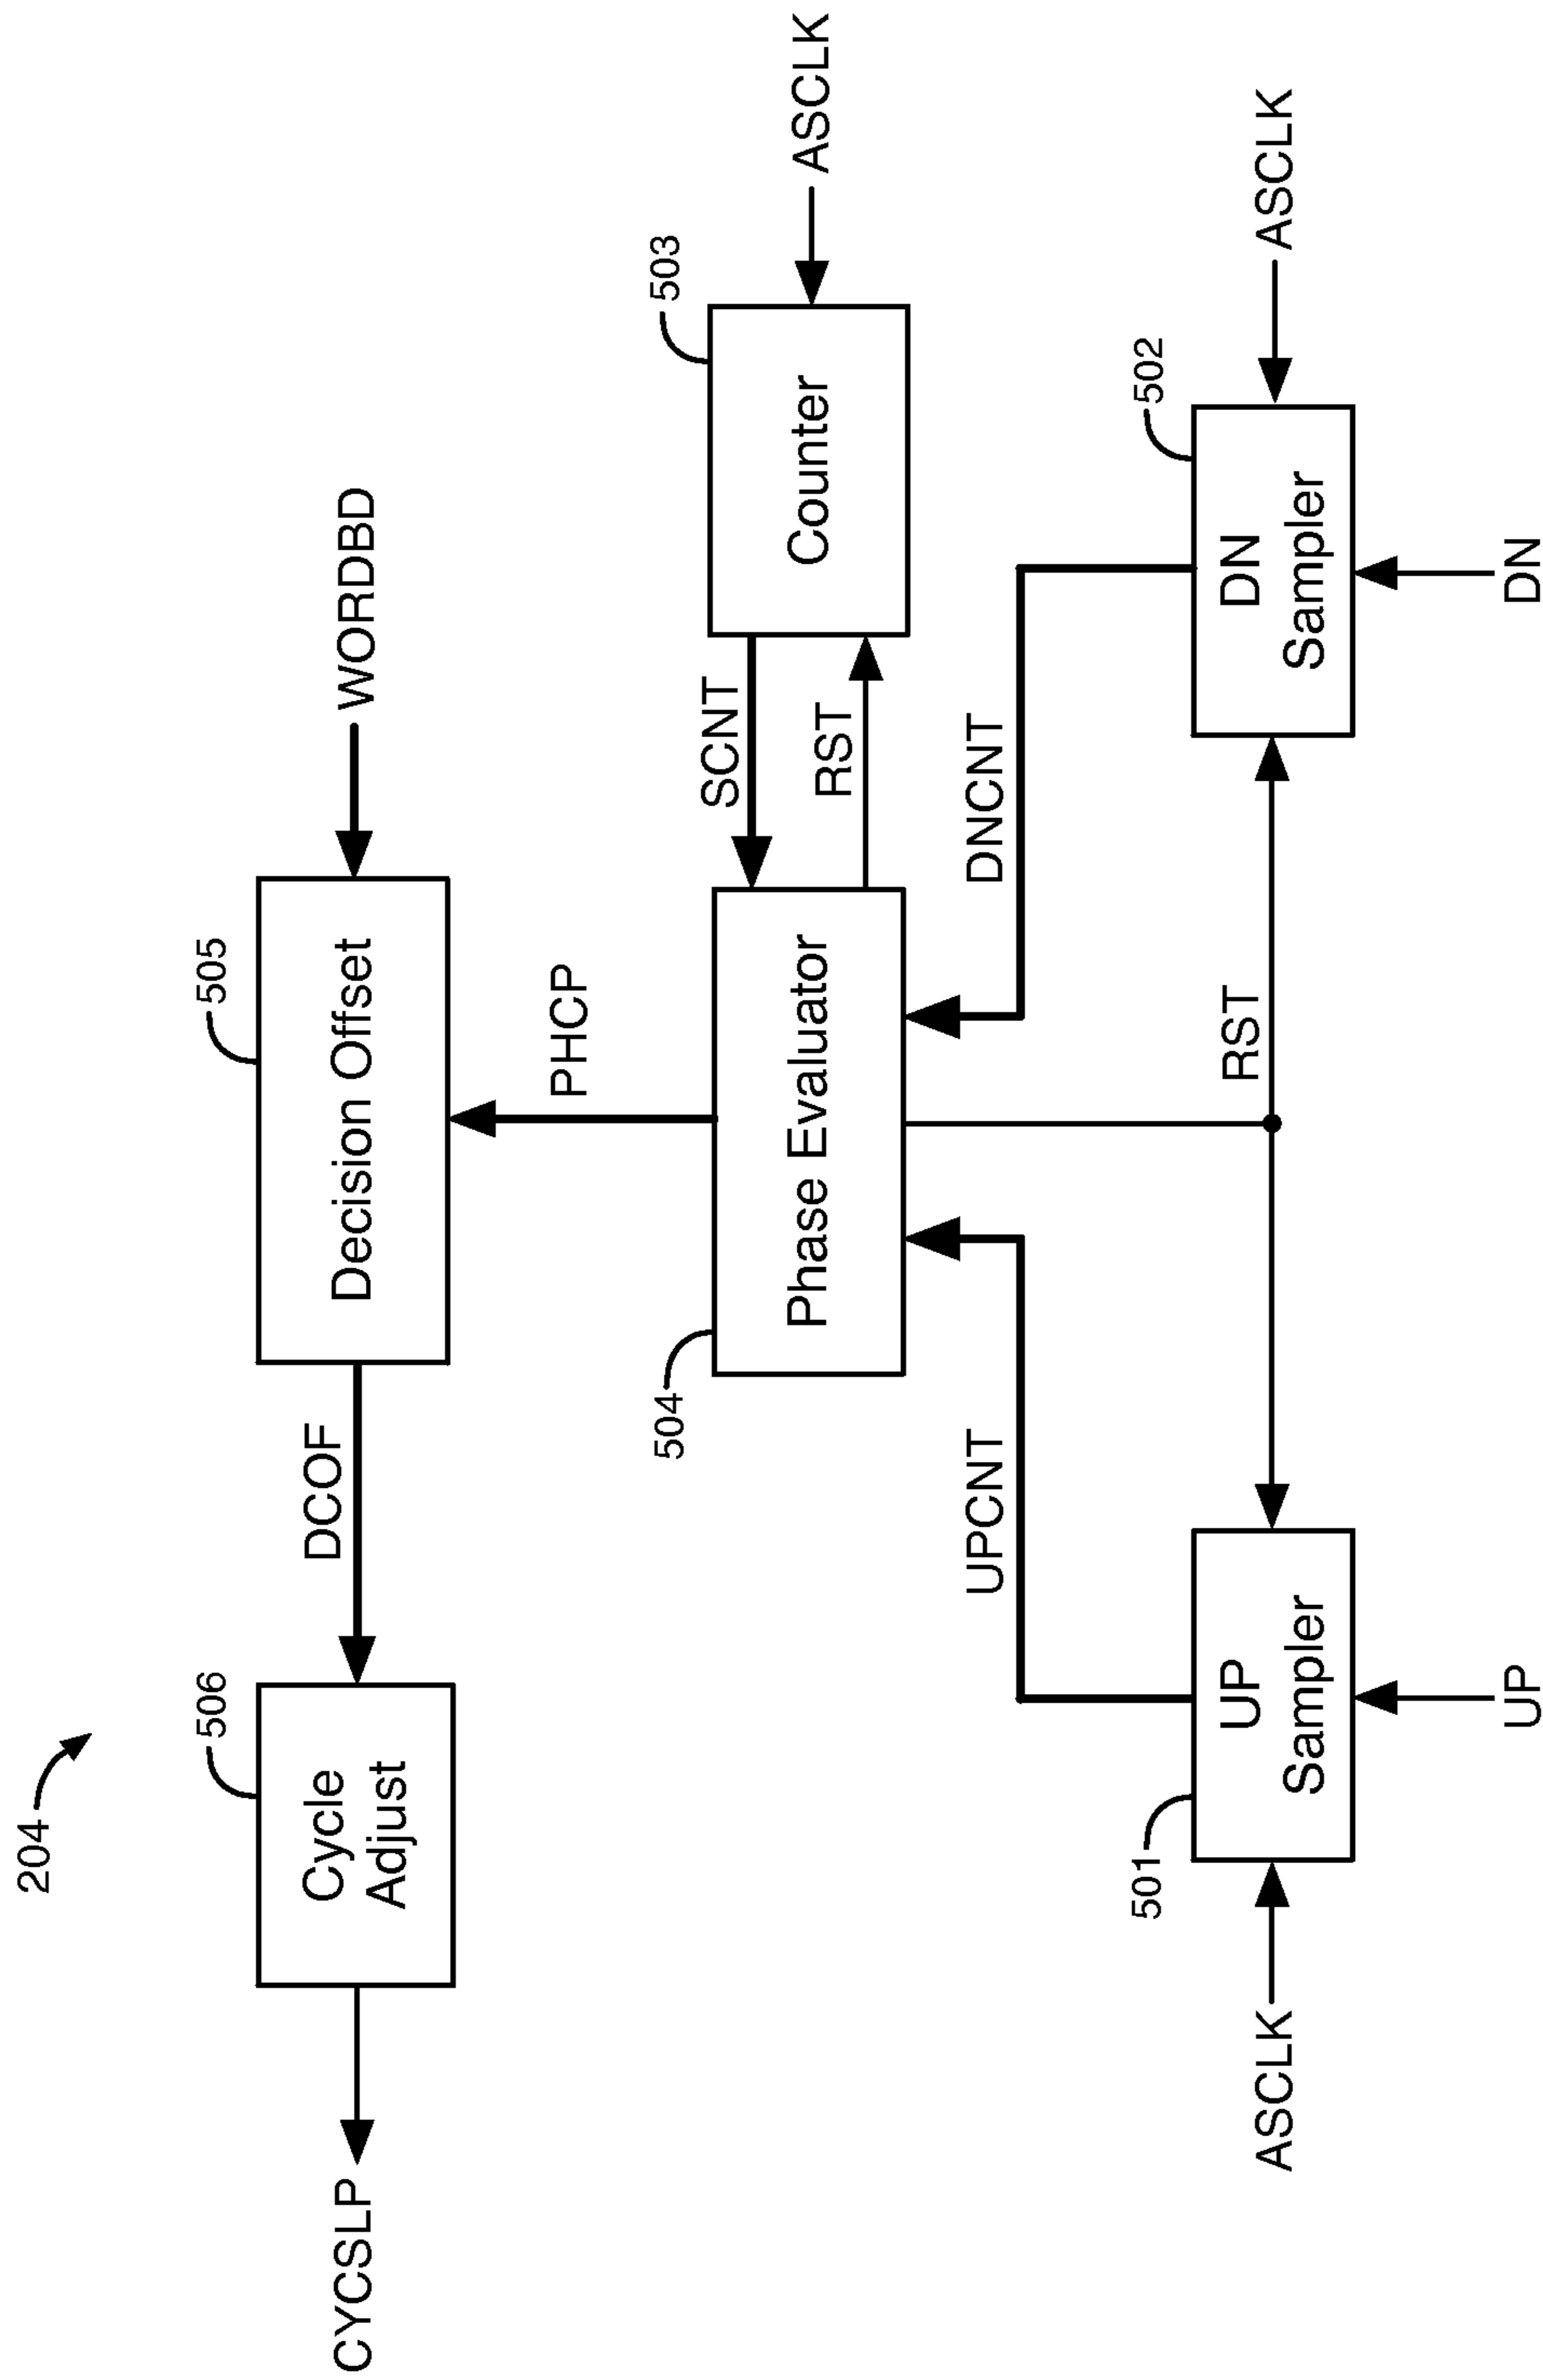 204
CYCSLP
506
Cycle
Adjust
DCOF
505
Decision Offset
WORDBD
PHCP
504
Phase Evaluator
SCNT
RST
503
Counter
ASCLK
UPCNT
DNCNT
ASCLK
501
UP
Sampler
RST
502
DN
Sampler
ASCLK
UP
DN